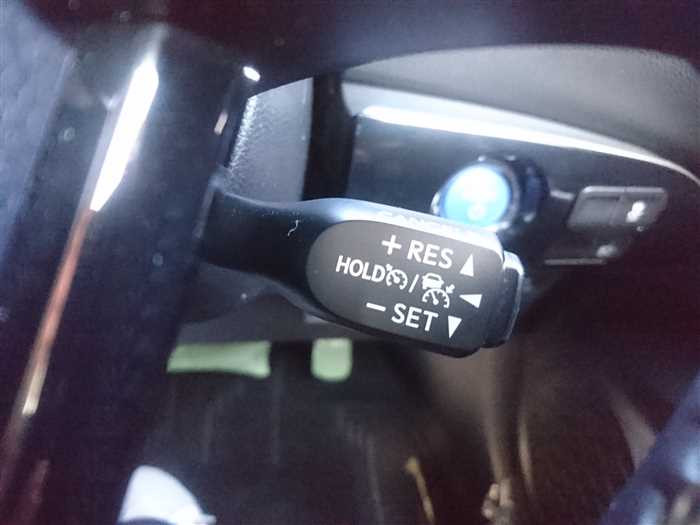 + RES ▲
HOLD / ◀
− SET ▼